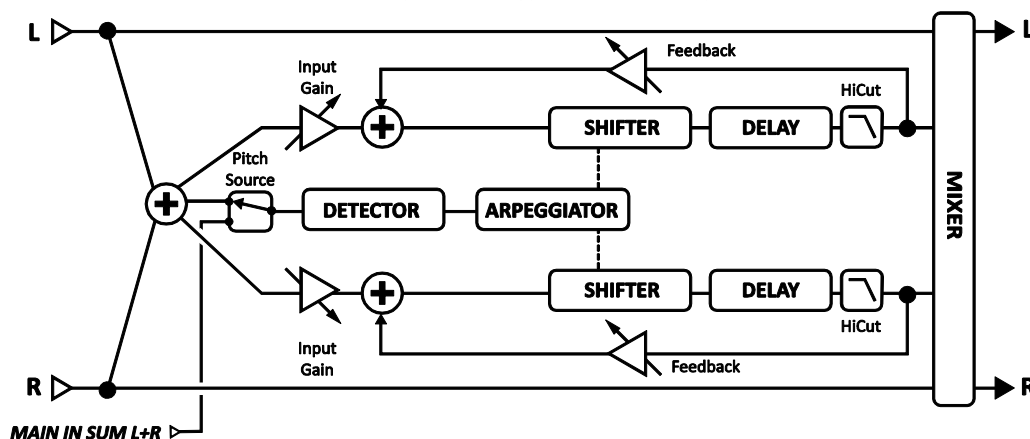 L
L
Feedback
Input
Gain
HiCut
+
SHIFTER
DELAY
Pitch
Source
+
DETECTOR
ARPEGGIATOR
MIXER
+
SHIFTER
DELAY
HiCut
Input
Gain
Feedback
R
R
MAIN IN SUM L+R